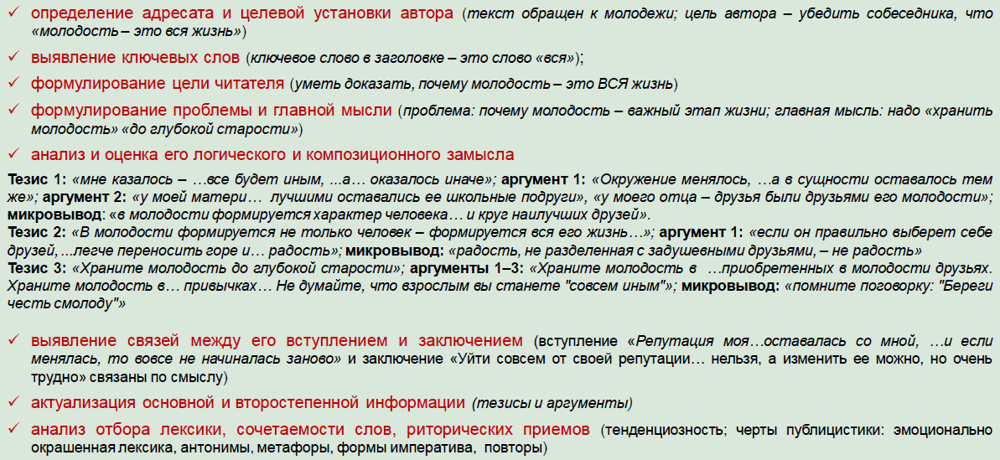 ✓ определение адресата и целевой установки автора (текст обращен к молодежи; цель автора – убедить собеседника, что
«молодость – это вся жизнь»)
✓ выявление ключевых слов (ключевое слово в заголовке – это слово «вся»);
✓ формулирование цели читателя (уметь доказать, почему молодость – это ВСЯ жизнь)
✓ формулирование проблемы и главной мысли (проблема: почему молодость – важный этап жизни; главная мысль: надо «хранить
молодость» «до глубокой старости»)
✓ анализ и оценка его логического и композиционного замысла
Тезис 1: «мне казалось – …все будет иным, ...а… оказалось иначе»; аргумент 1: «Окружение менялось, …а в сущности оставалось тем
же»; аргумент 2: «у моей матери… лучшими оставались ее школьные подруги», «у моего отца – друзья были друзьями его молодости»;
микровывод: «в молодости формируется характер человека… и круг наилучших друзей».
Тезис 2: «В молодости формируется не только человек – формируется вся его жизнь…»; аргумент 1: «если он правильно выберет себе
друзей, ...легче переносить горе и… радость»; микровывод: «радость, не разделенная с задушевными друзьями, – не радость»
Тезис 3: «Храните молодость до глубокой старости»; аргументы 1–3: «Храните молодость в …приобретенных в молодости друзьях.
Храните молодость в… привычках… Не думайте, что взрослым вы станете "совсем иным"»; микровывод: «помните поговорку: "Береги
честь смолоду"»
✓ выявление связей между его вступлением и заключением (вступление «Репутация моя…оставалась со мной, …и если
менялась, то вовсе не начиналась заново» и заключение «Уйти совсем от своей репутации… нельзя, а изменить ее можно, но очень
трудно» связаны по смыслу)
✓ актуализация основной и второстепенной информации (тезисы и аргументы)
✓ анализ отбора лексики, сочетаемости слов, риторических приемов (тенденциозность; черты публицистики: эмоционально
окрашенная лексика, антонимы, метафоры, формы императива, повторы)